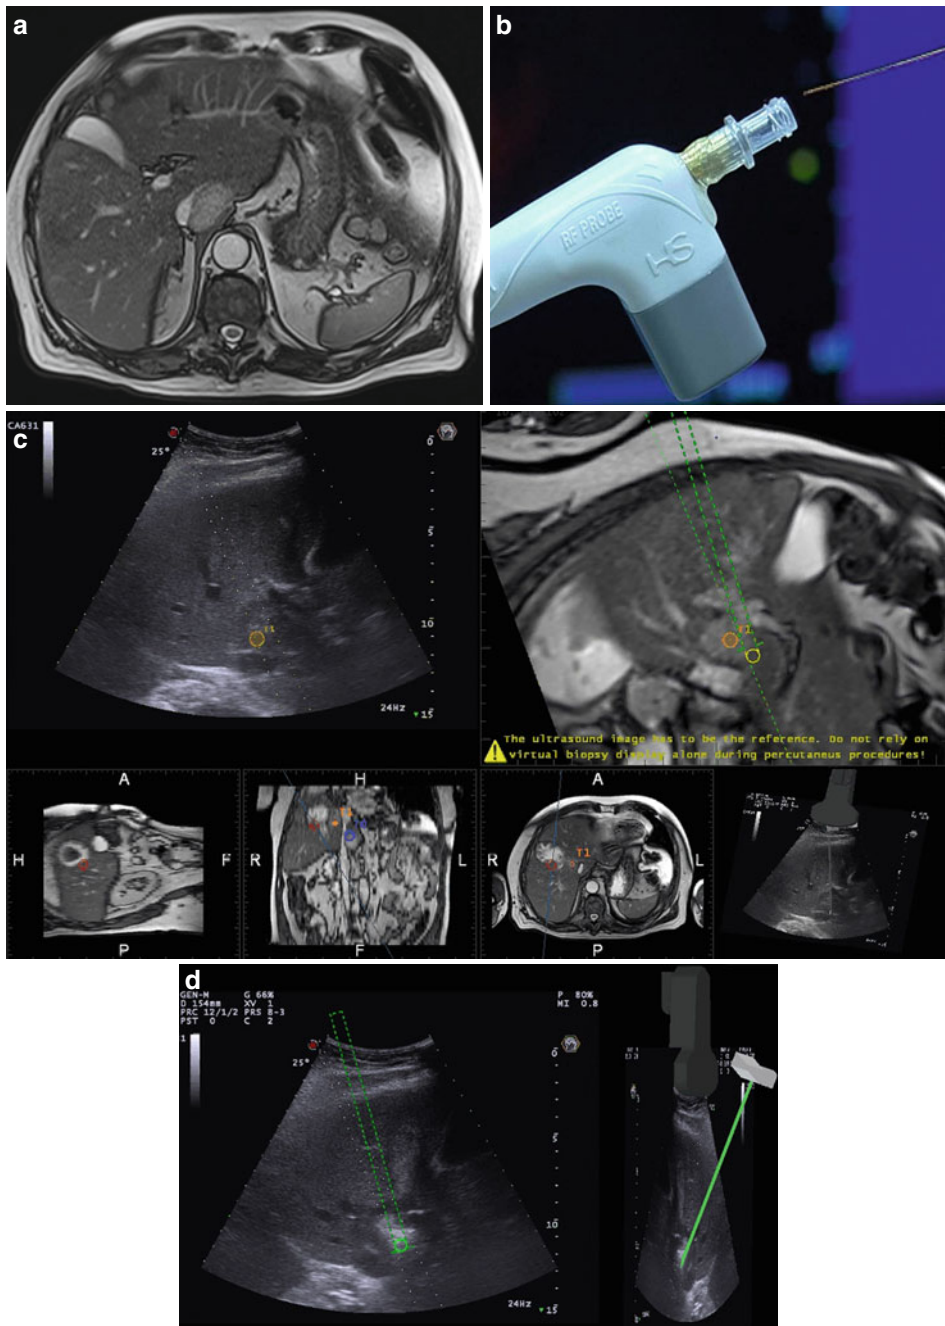 a
b
RF PROBE
HS
c
CA631
25°
0
5
10
T1
24Hz
15
T1
The ultrasound image has to be the reference. Do not rely on
virtual biopsy display alone during percutaneous procedures!
A
H
F
P
H
R
L
F
T1
A
R
L
T1
P
d
GEN-M G 66%
D 154mm XV 1
PRC 12/1/2 PRS 8-3
PST 0 C 2
P 80%
MI 0.8
1
25°
0
5
10
24Hz
15